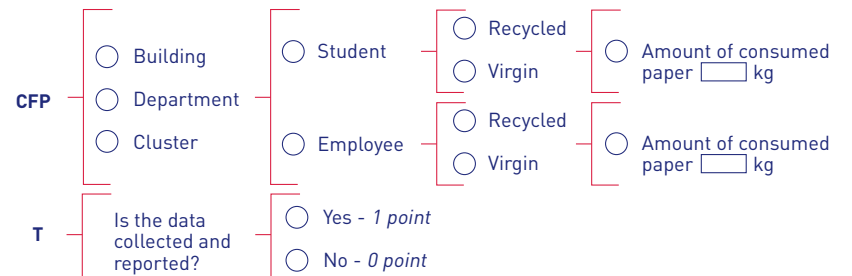 CFP
Building
Department
Cluster
Student
Employee
Recycled
Virgin
Recycled
Virgin
Amount of consumed
paper kg
Amount of consumed
paper kg
T
Is the data
collected and
reported?
Yes - 1 point
No - 0 point